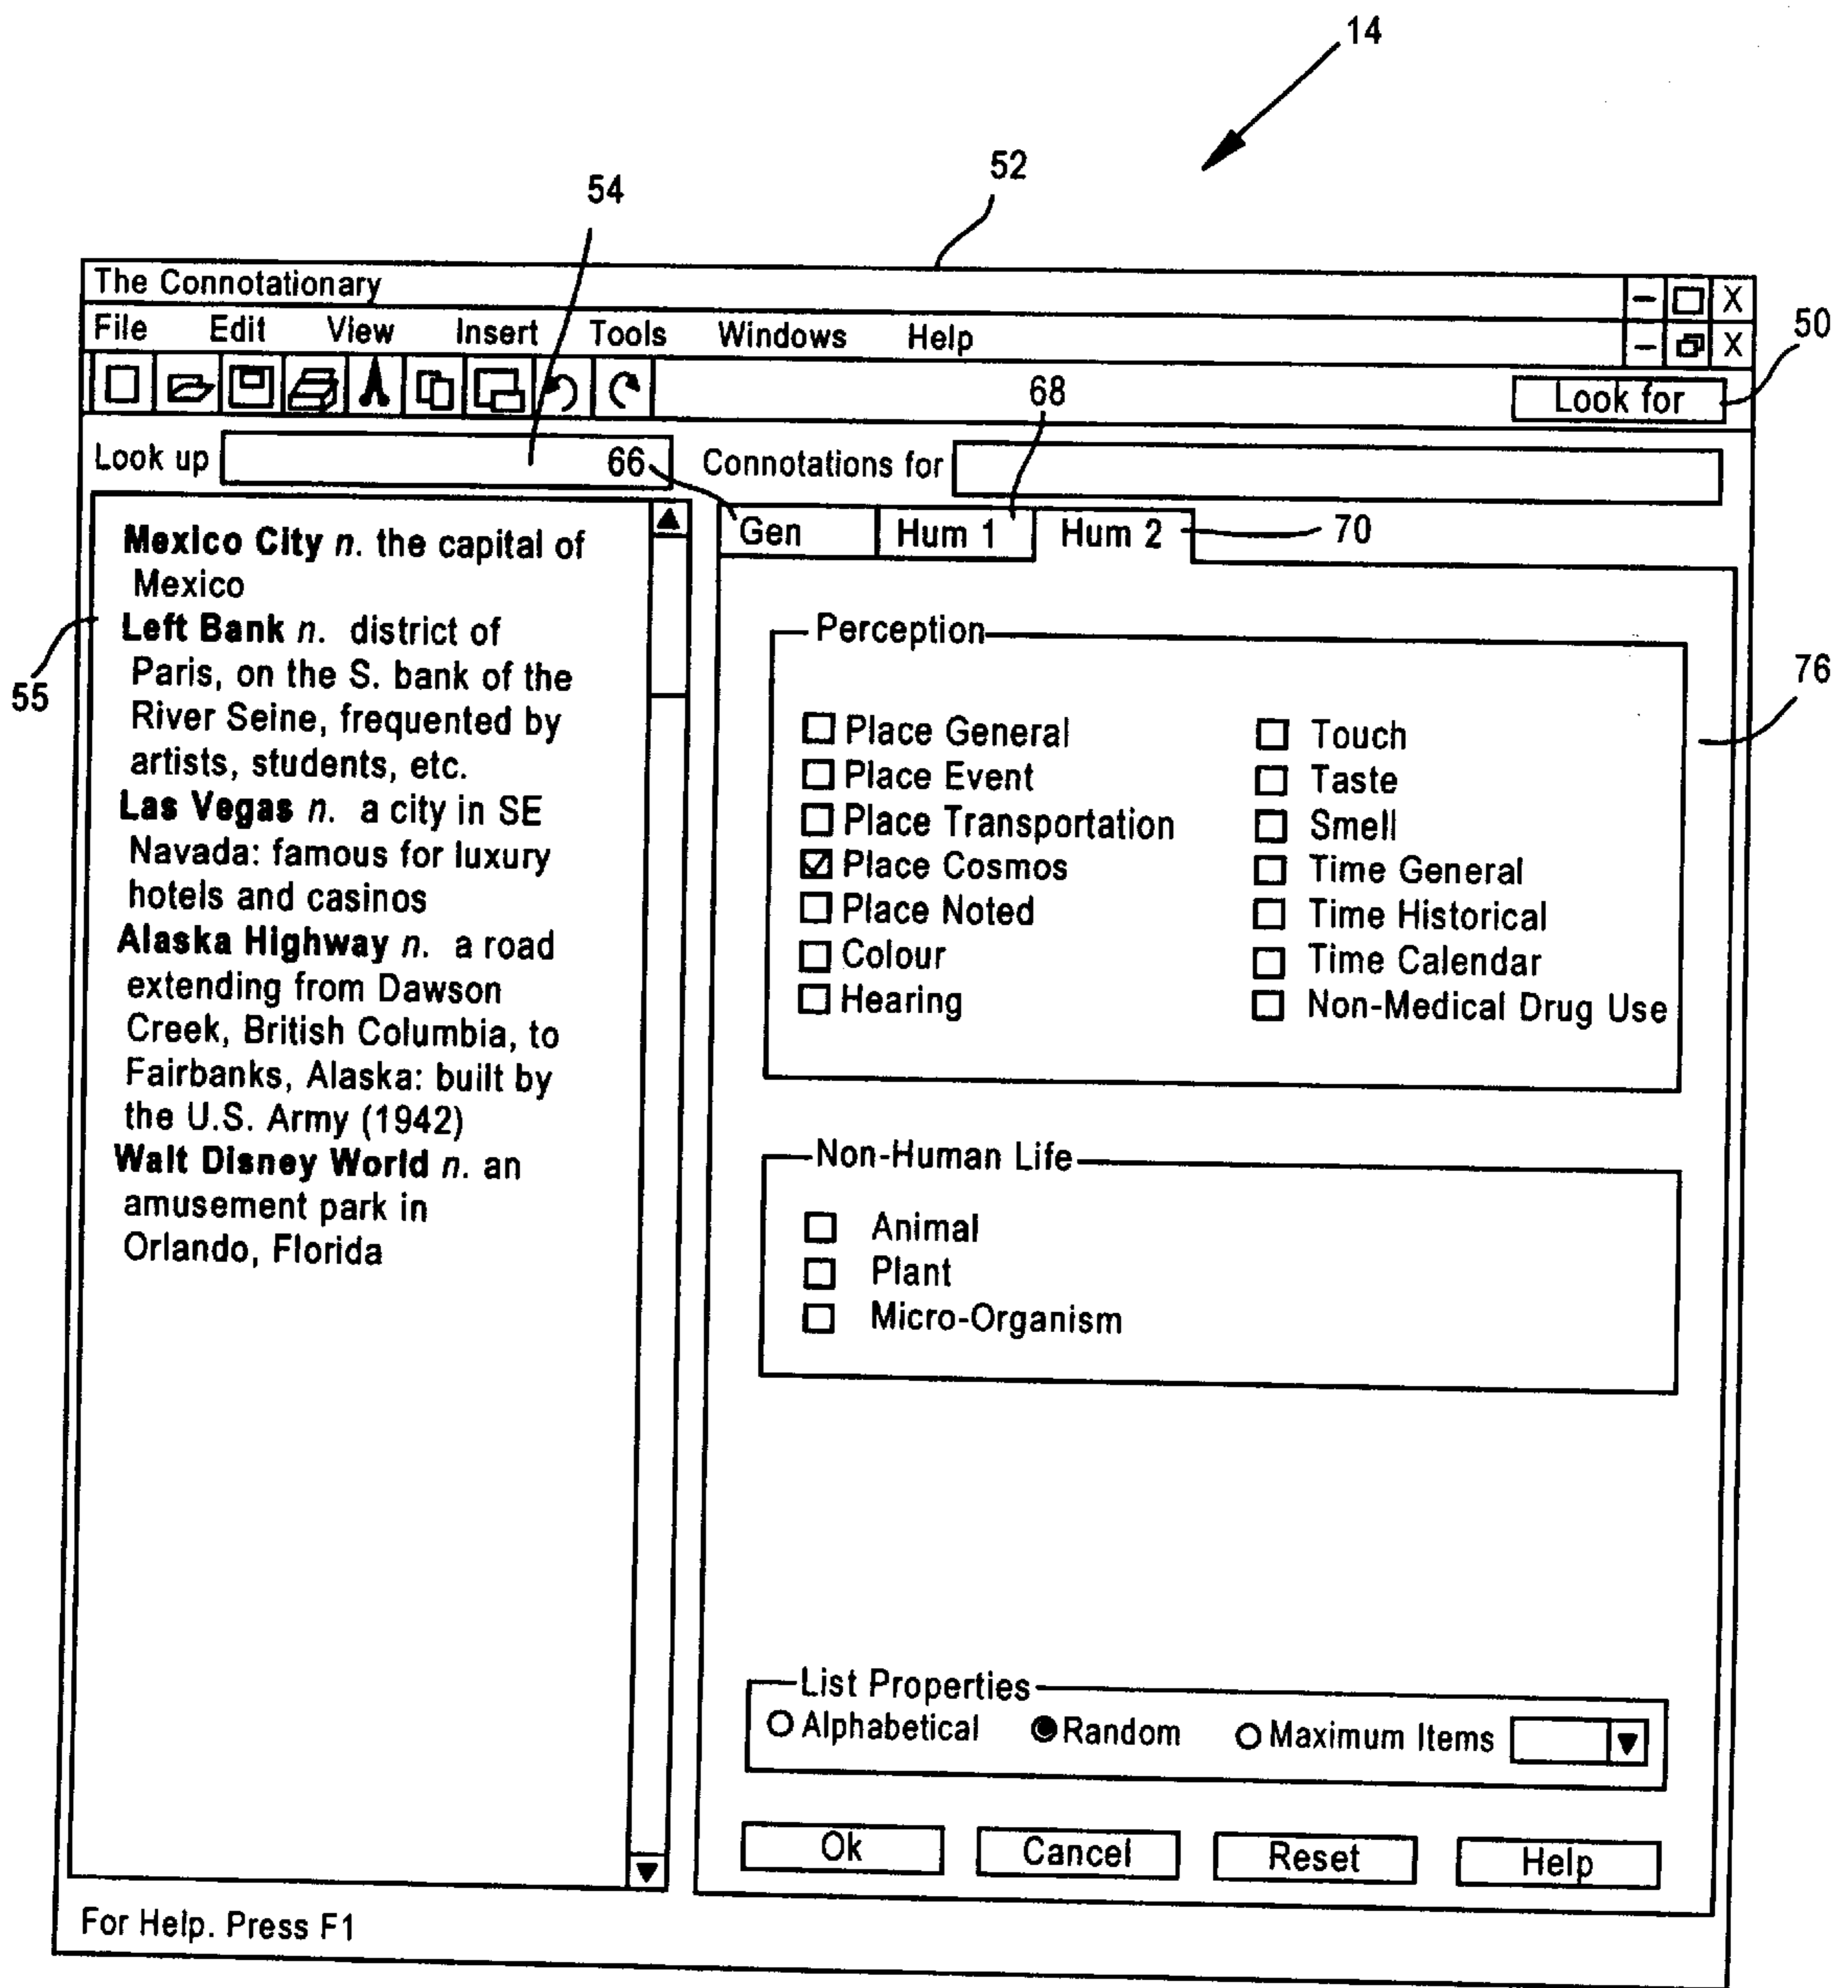 14
52
54
The Connotationary
- X
File Edit View Insert Tools Windows Help
- X
50
68
Look for
Look up
66
Connotations for
Gen Hum 1 Hum 2
70
Mexico City n. the capital of
Mexico
Left Bank n. district of
Paris, on the S. bank of the
River Seine, frequented by
artists, students, etc.
Las Vegas n. a city in SE
Navada: famous for luxury
hotels and casinos
Alaska Highway n. a road
extending from Dawson
Creek, British Columbia, to
Fairbanks, Alaska: built by
the U.S. Army (1942)
Walt Disney World n. an
amusement park in
Orlando, Florida
55
Perception
76
Place General
Place Event
Place Transportation
Place Cosmos
Place Noted
Colour
Hearing
Touch
Taste
Smell
Time General
Time Historical
Time Calendar
Non-Medical Drug Use
Non-Human Life
Animal
Plant
Micro-Organism
List Properties
Alphabetical Random Maximum Items
Ok Cancel Reset Help
For Help. Press F1